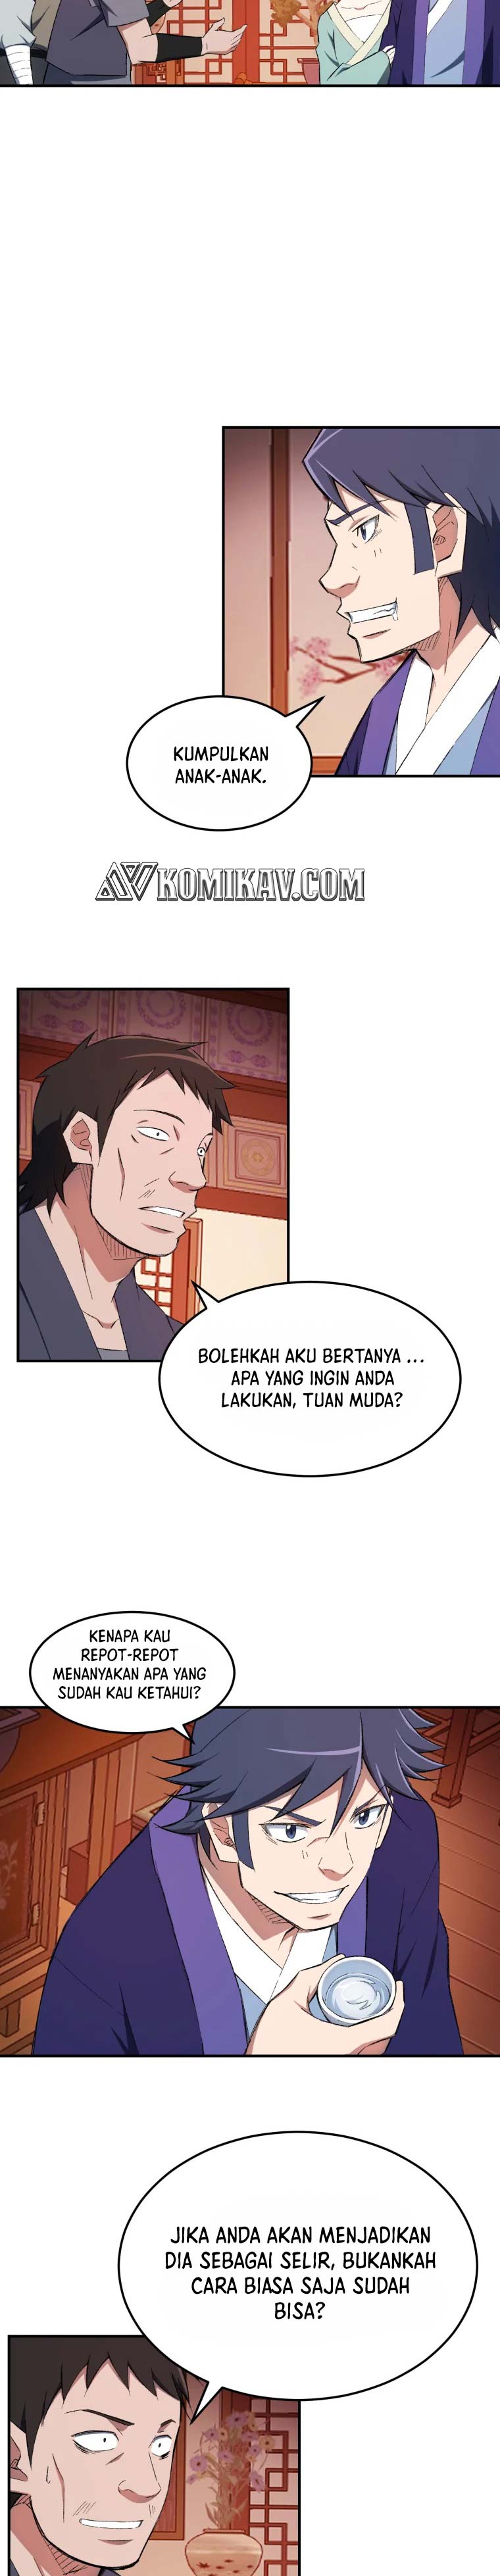 KUMPULKAN
ANAK-ANAK.
KOMIKAV.COM
BOLEHKAH AKU BERTANYA ...
APA YANG INGIN ANDA
LAKUKAN, TUAN MUDA?
KENAPA KAU
REPOT-REPOT
MENANYAKAN APA YANG
SUDAH KAU KETAHUI?
JIKA ANDA AKAN MENJADIKAN
DIA SEBAGAI SELIR, BUKANKAH
CARA BIASA SAJA SUDAH
BISA?